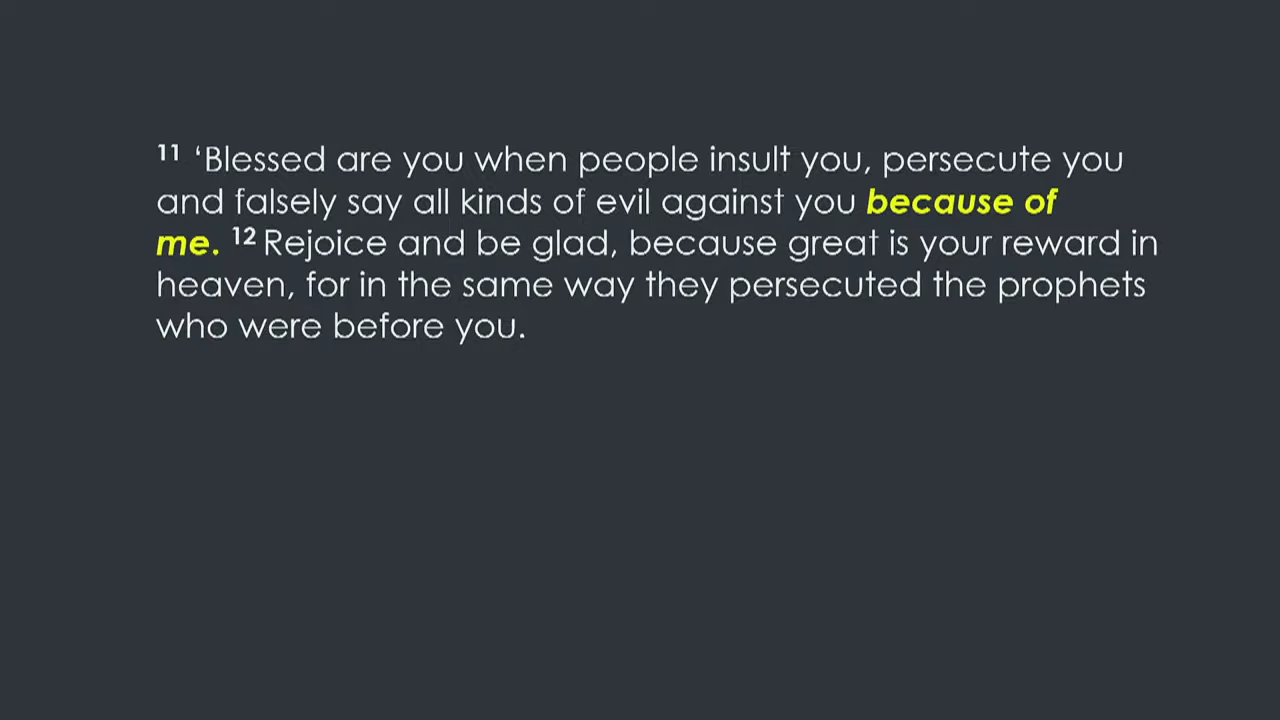 11 ‘Blessed are you when people insult you, persecute you
and falsely say all kinds of evil against you because of
me. 12 Rejoice and be glad, because great is your reward in
heaven, for in the same way they persecuted the prophets
who were before you.